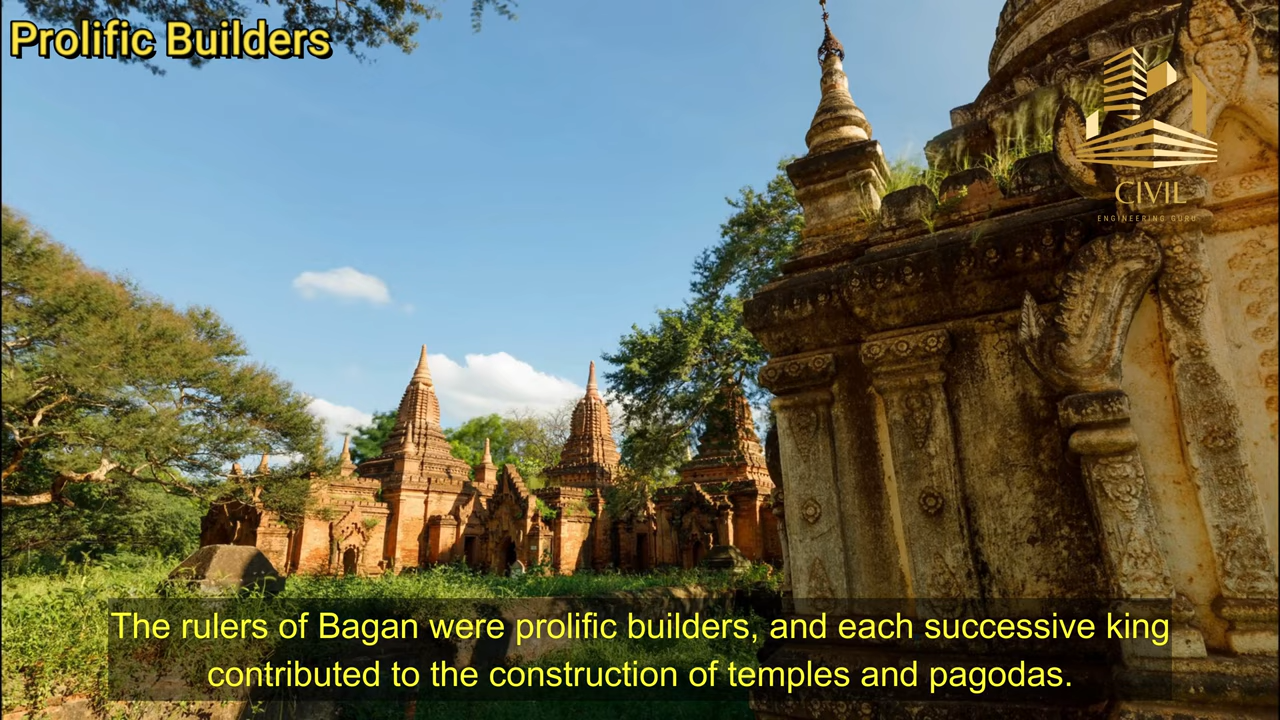 Prolific Builders
CIVIL
ENGINEERING GURU
The rulers of Bagan were prolific builders, and each successive king
contributed to the construction of temples and pagodas.